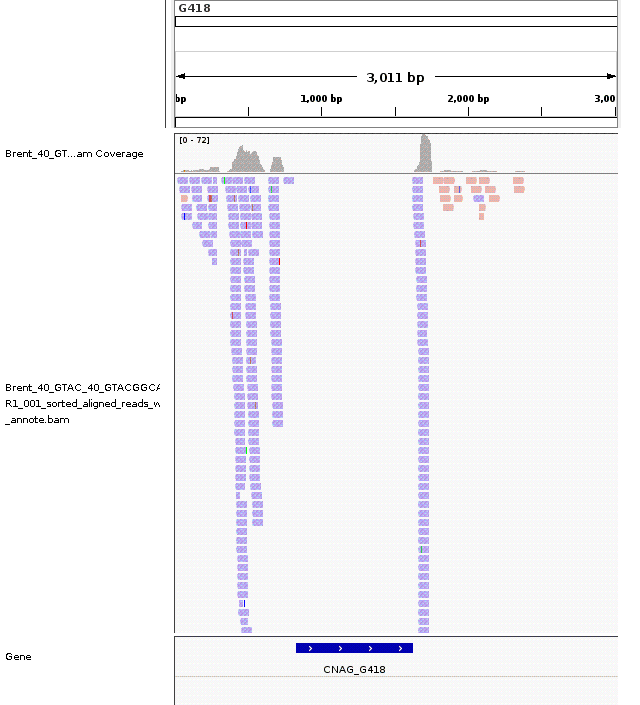 G418
3,011 bp
bp 1,000 bp 2,000 bp 3,00
[0 - 72]
Brent_40_GT...am Coverage
Brent_40_GTAC_40_GTACGGCA
R1_001_sorted_aligned_reads_w
_annote.bam
Gene
CNAG_G418